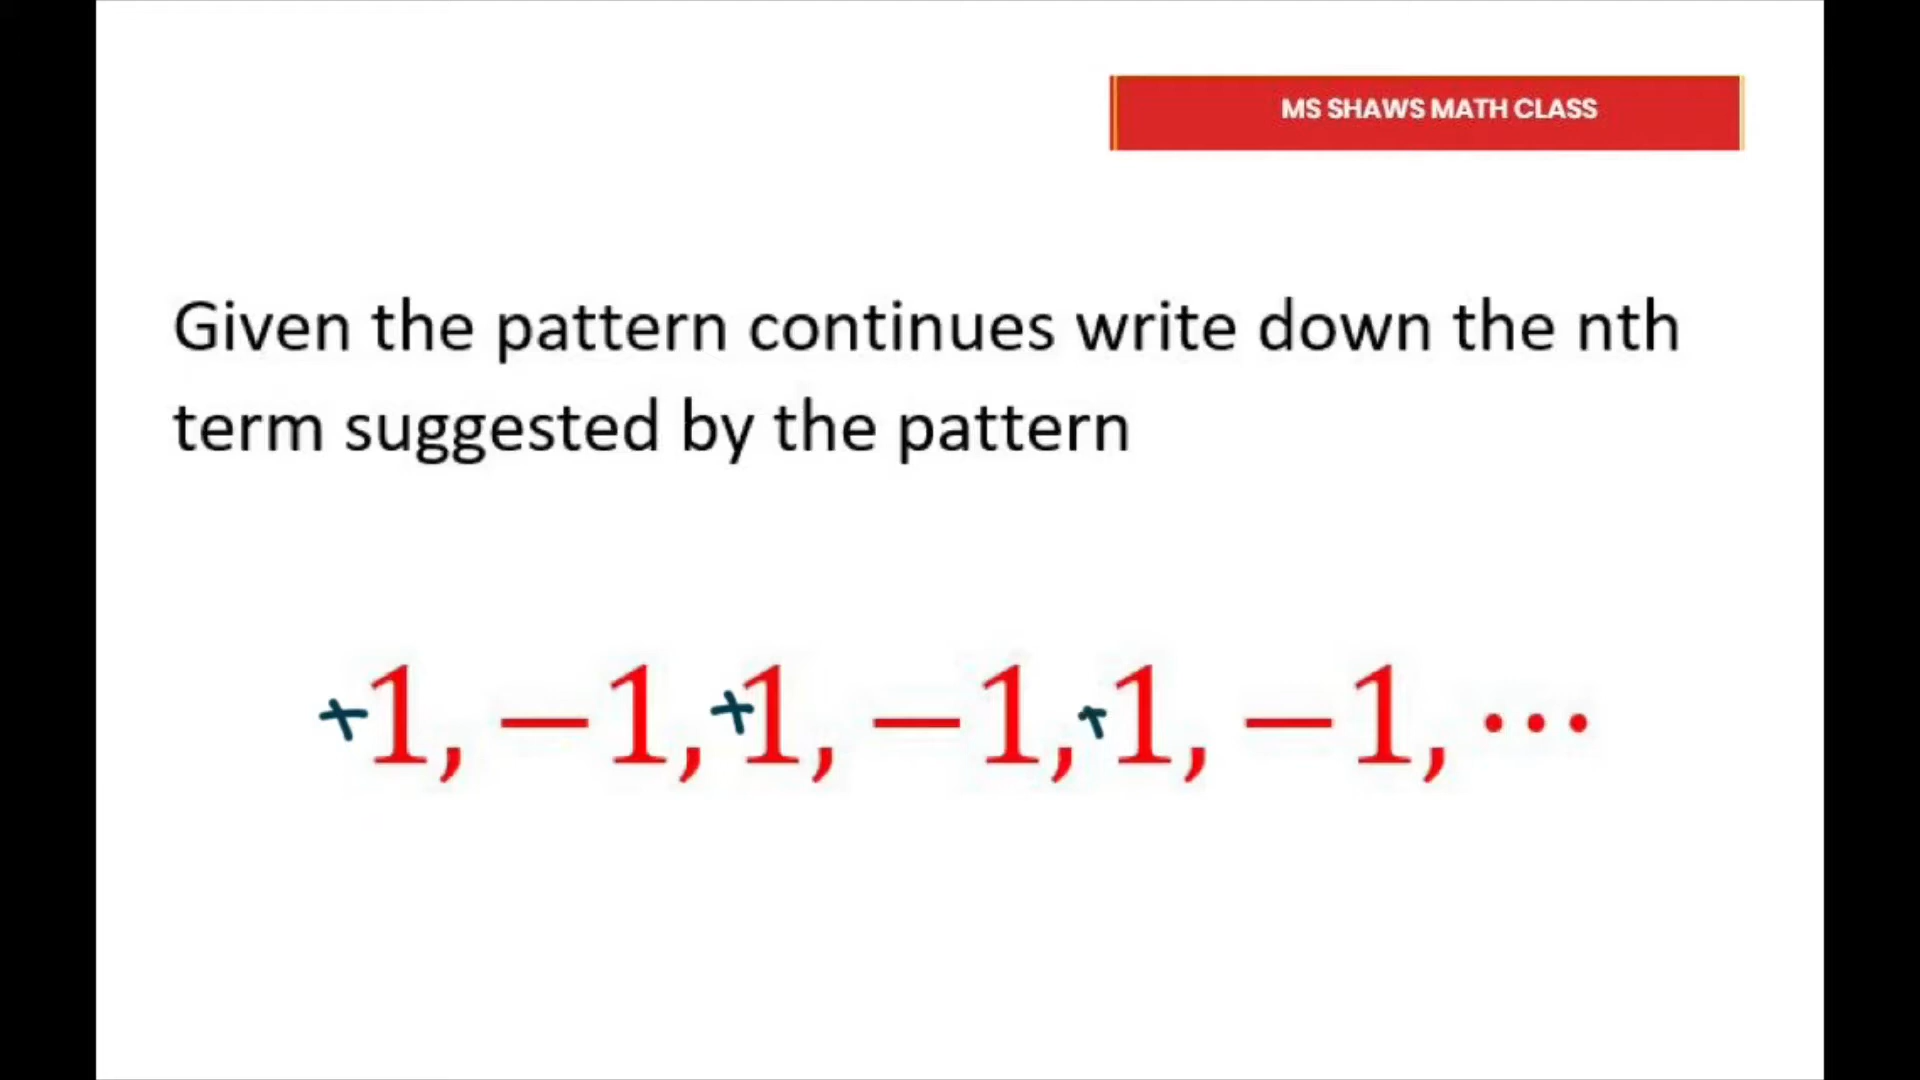 MS SHAWS MATH CLASS
Given the pattern continues write down the nth
term suggested by the pattern
+1, −1, +1, −1, +1, −1, ⋯